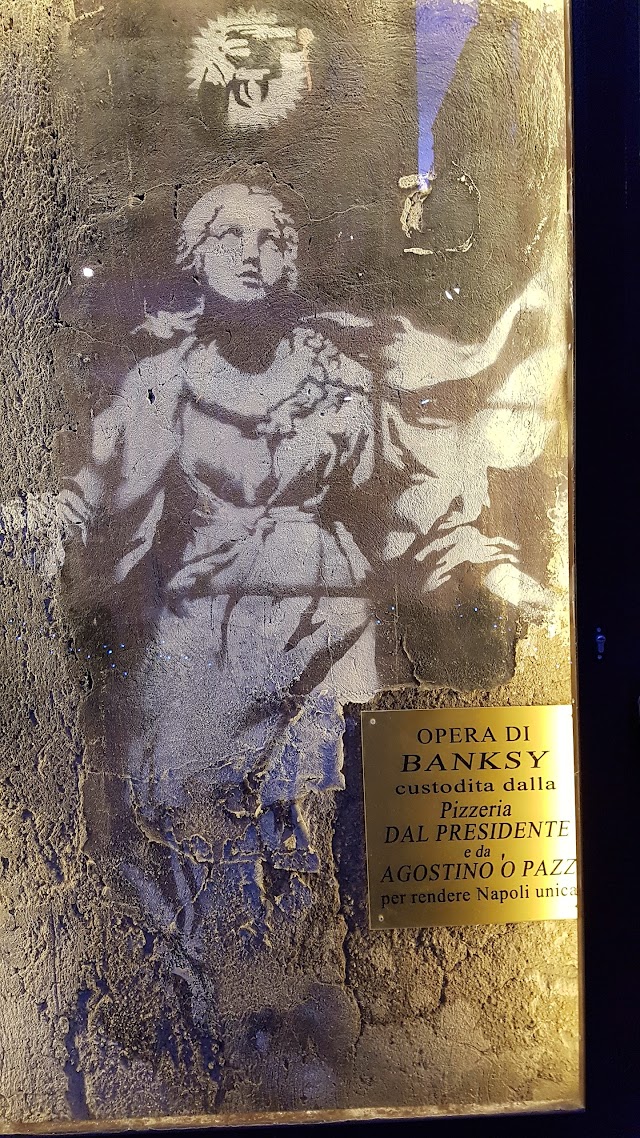 OPERA DI
BANKSY
custodita dalla
Pizzeria
DAL PRESIDENTE
e da
AGOSTINO 'O PAZZ
per rendere Napoli unica